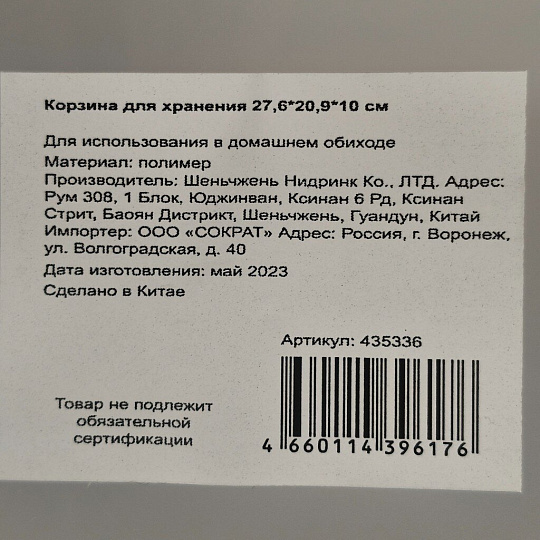 Корзина для хранения 27,6*20,9*10 см
Для использования в домашнем обиходе
Материал: полимер
Производитель: Шеньчжень Нидринк Ко., ЛТД. Адрес:
Рум 308, 1 Блок, Юджинван, Ксинан 6 Рд, Ксинан
Стрит, Баоян Дистрикт, Шеньчжень, Гуандун, Китай
Импортер: ООО «СОКРАТ» Адрес: Россия, г. Воронеж,
ул. Волгоградская, д. 40
Дата изготовления: май 2023
Сделано в Китае
Артикул: 435336
Товар не подлежит
обязательной
сертификации
4 660114 396176